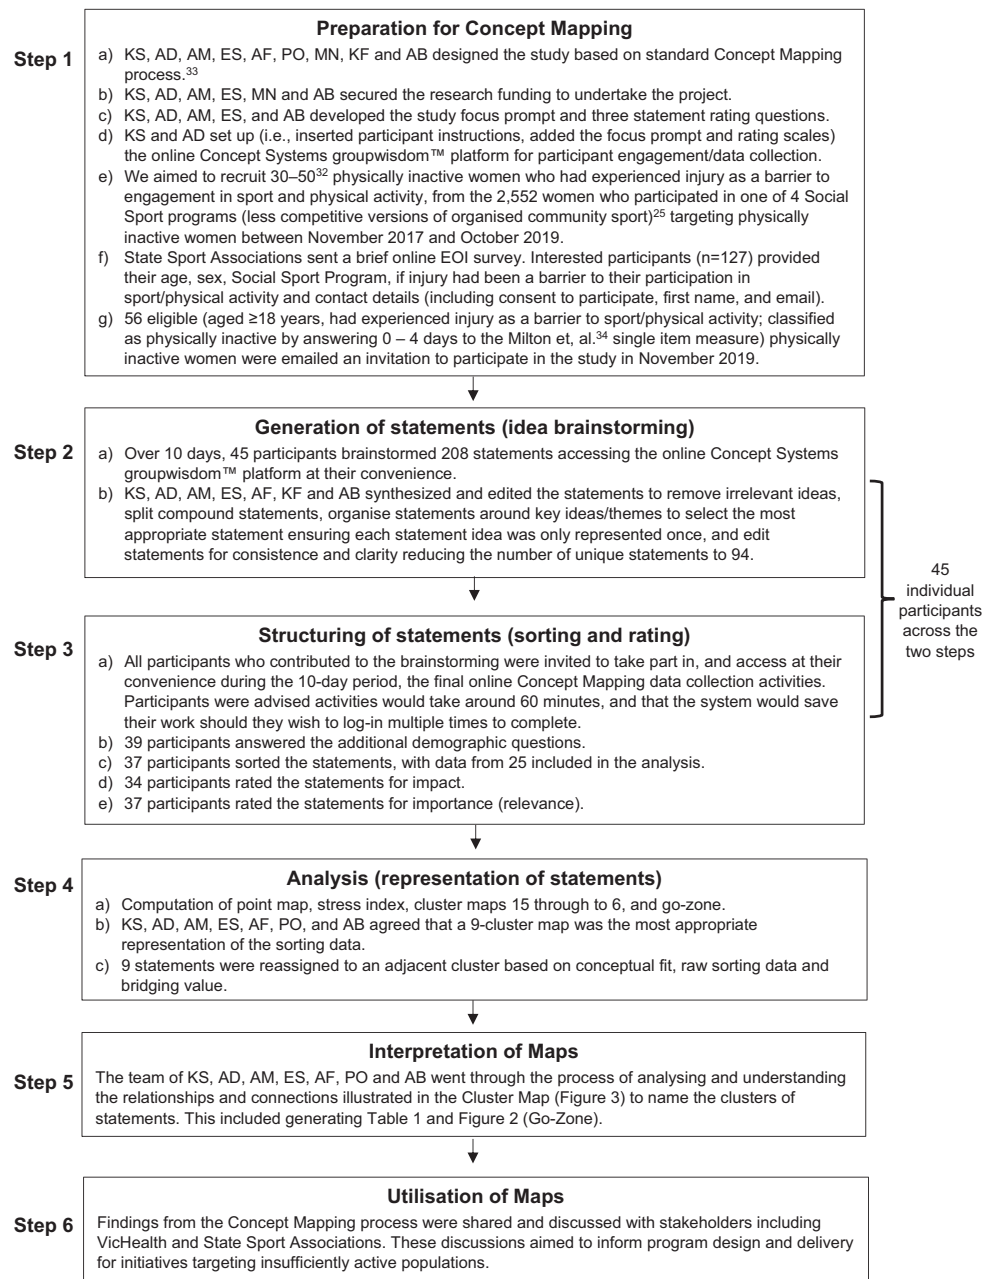 Preparation for Concept Mapping
Step 1
a) KS, AD, AM, ES, AF, PO, MN, KF and AB designed the study based on standard Concept Mapping
process.33
b) KS, AD, AM, ES, MN and AB secured the research funding to undertake the project.
c) KS, AD, AM, ES, and AB developed the study focus prompt and three statement rating questions.
d) KS and AD set up (i.e., inserted participant instructions, added the focus prompt and rating scales)
the online Concept Systems groupwisdom™ platform for participant engagement/data collection.
e) We aimed to recruit 30–5032 physically inactive women who had experienced injury as a barrier to
engagement in sport and physical activity, from the 2,552 women who participated in one of 4 Social
Sport programs (less competitive versions of organised community sport)25 targeting physically
inactive women between November 2017 and October 2019.
f) State Sport Associations sent a brief online EOI survey. Interested participants (n=127) provided
their age, sex, Social Sport Program, if injury had been a barrier to their participation in
sport/physical activity and contact details (including consent to participate, first name, and email).
g) 56 eligible (aged ≥18 years, had experienced injury as a barrier to sport/physical activity; classified
as physically inactive by answering 0 – 4 days to the Milton et, al.34 single item measure) physically
inactive women were emailed an invitation to participate in the study in November 2019.
Generation of statements (idea brainstorming)
Step 2
a) Over 10 days, 45 participants brainstormed 208 statements accessing the online Concept Systems
groupwisdom™ platform at their convenience.
b) KS, AD, AM, ES, AF, KF and AB synthesized and edited the statements to remove irrelevant ideas,
split compound statements, organise statements around key ideas/themes to select the most
appropriate statement ensuring each statement idea was only represented once, and edit
statements for consistence and clarity reducing the number of unique statements to 94.
45
individual
participants
across the
two steps
Structuring of statements (sorting and rating)
Step 3
a) All participants who contributed to the brainstorming were invited to take part in, and access at their
convenience during the 10-day period, the final online Concept Mapping data collection activities.
Participants were advised activities would take around 60 minutes, and that the system would save
their work should they wish to log-in multiple times to complete.
b) 39 participants answered the additional demographic questions.
c) 37 participants sorted the statements, with data from 25 included in the analysis.
d) 34 participants rated the statements for impact.
e) 37 participants rated the statements for importance (relevance).
Analysis (representation of statements)
Step 4
a) Computation of point map, stress index, cluster maps 15 through to 6, and go-zone.
b) KS, AD, AM, ES, AF, PO, and AB agreed that a 9-cluster map was the most appropriate
representation of the sorting data.
c) 9 statements were reassigned to an adjacent cluster based on conceptual fit, raw sorting data and
bridging value.
Interpretation of Maps
Step 5
The team of KS, AD, AM, ES, AF, PO and AB went through the process of analysing and understanding
the relationships and connections illustrated in the Cluster Map (Figure 3) to name the clusters of
statements. This included generating Table 1 and Figure 2 (Go-Zone).
Utilisation of Maps
Step 6
Findings from the Concept Mapping process were shared and discussed with stakeholders including
VicHealth and State Sport Associations. These discussions aimed to inform program design and delivery
for initiatives targeting insufficiently active populations.